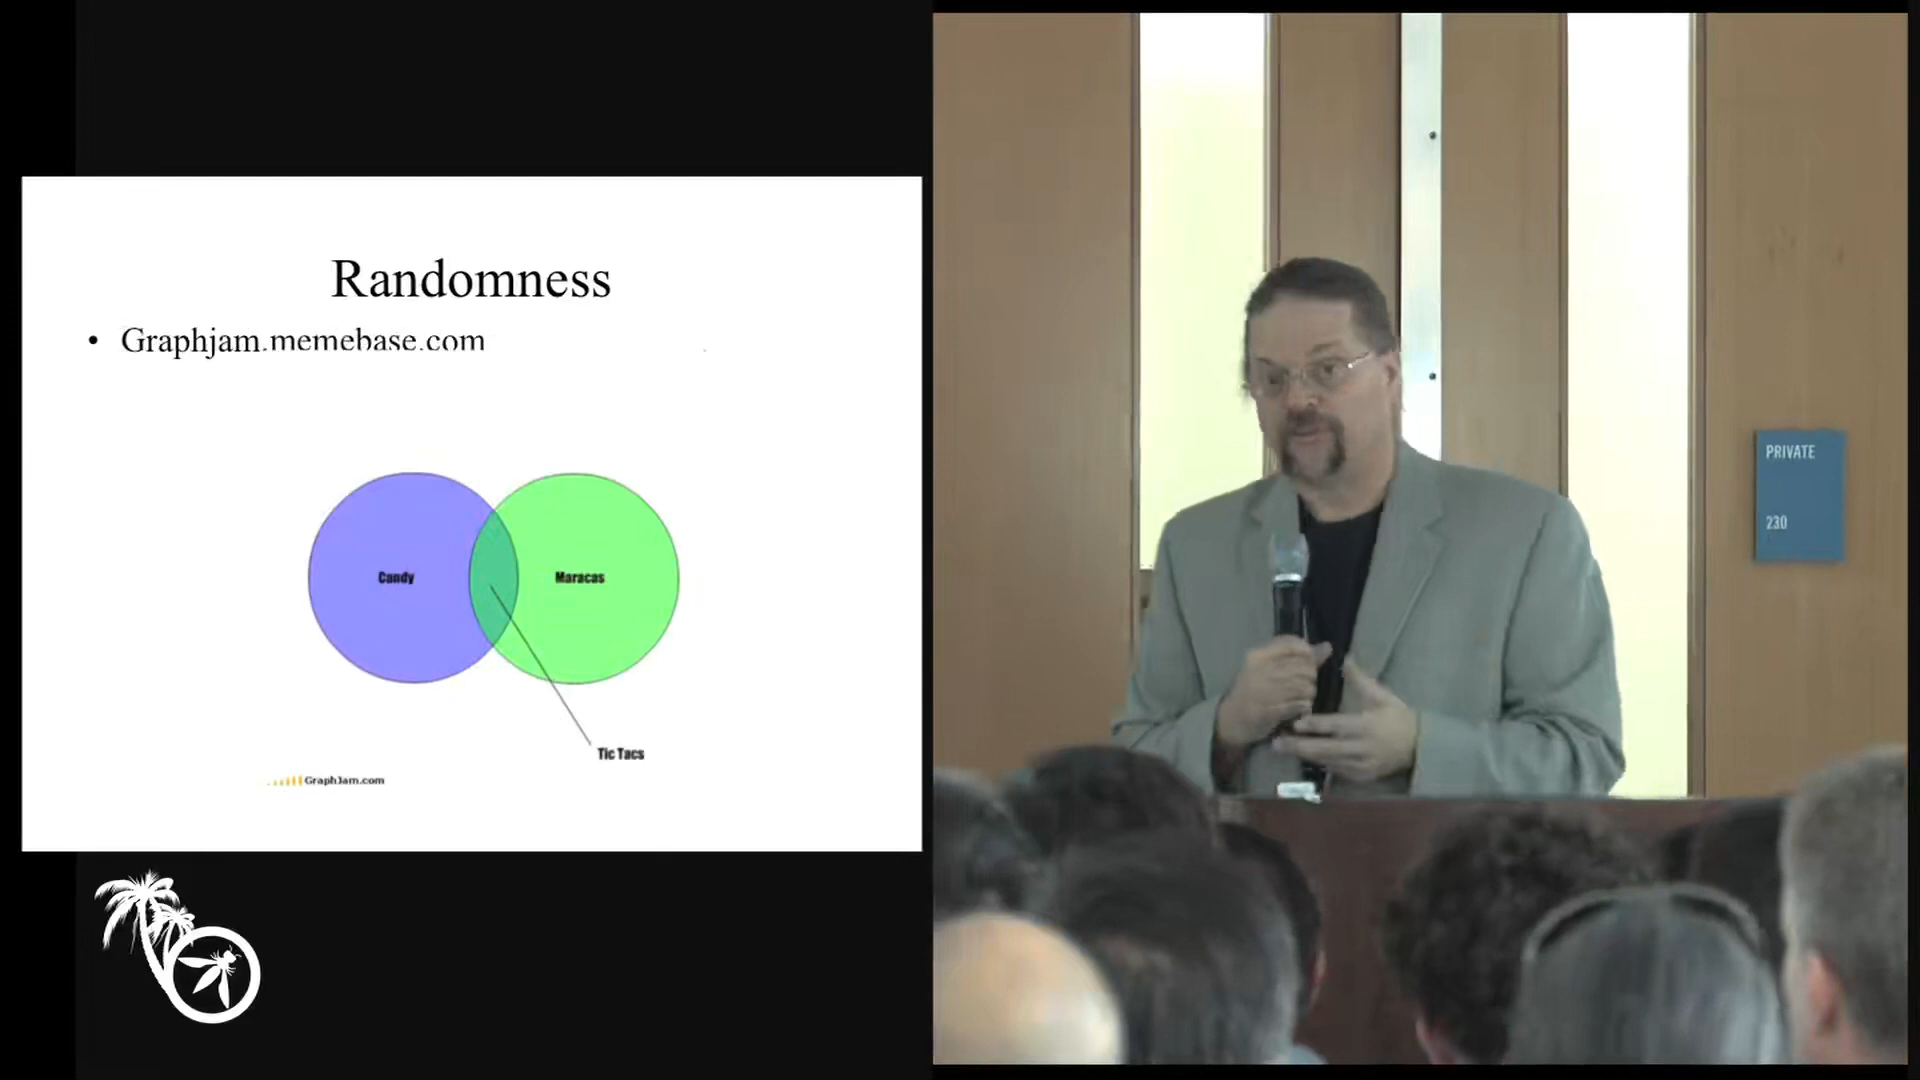 Randomness
• Graphjam.memebase.com
Candy
Maracas
Tic Tacs
GraphJam.com
PRIVATE
230